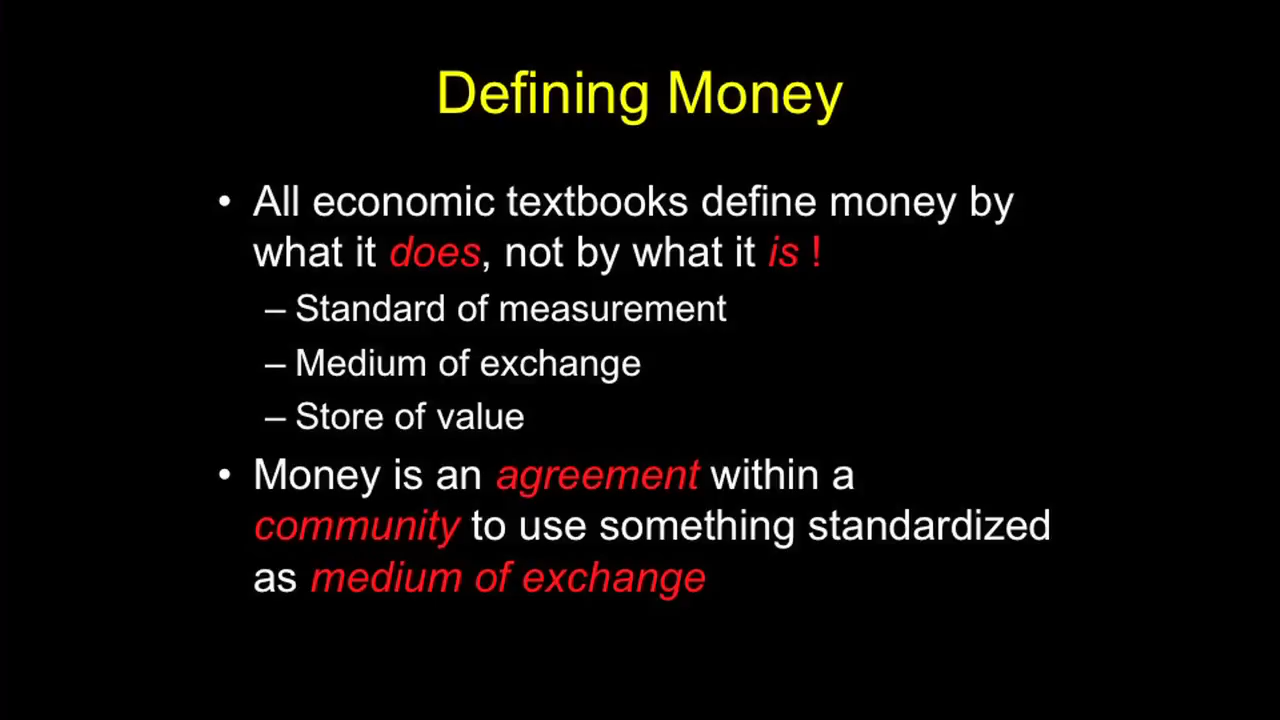 Defining Money
• All economic textbooks define money by
what it does, not by what it is !
– Standard of measurement
– Medium of exchange
– Store of value
• Money is an agreement within a
community to use something standardized
as medium of exchange